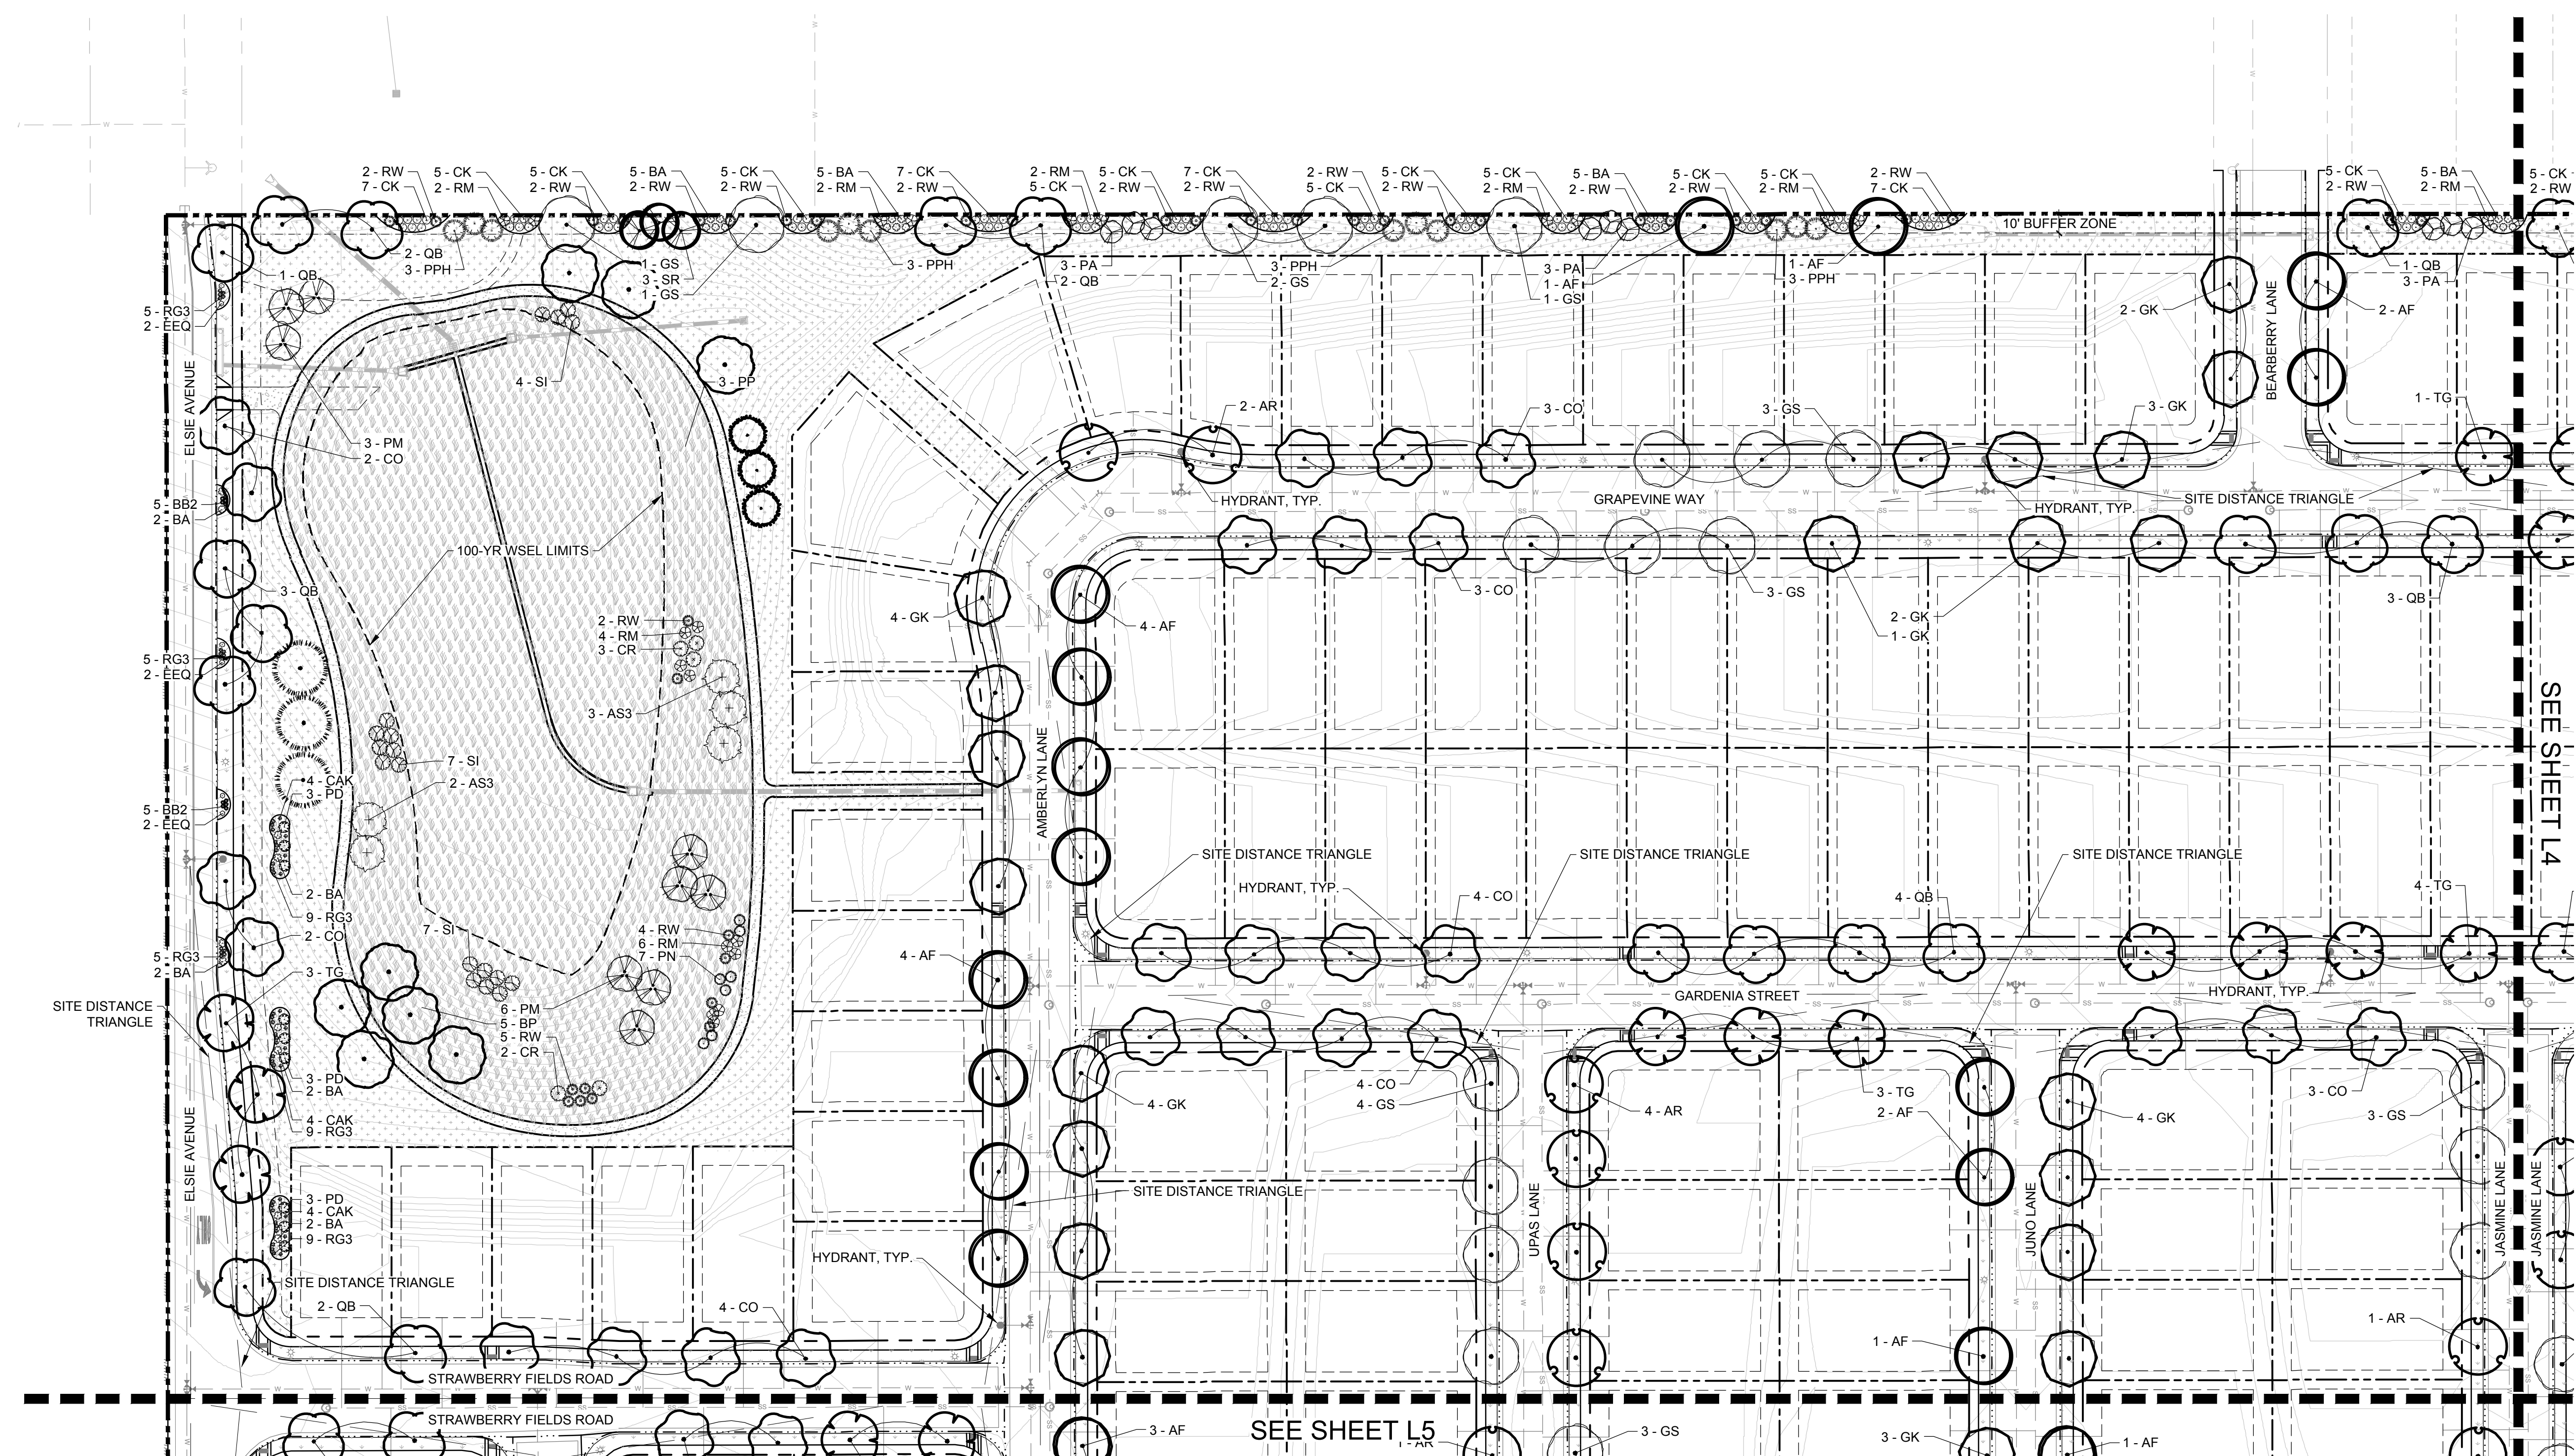 2 - RW
7 - CK
5 - CK
2 - RM
5 - CK
2 - RW
5 - BA
2 - RW
5 - CK
2 - RW
5 - BA
2 - RM
7 - CK
2 - RW
2 - RM
5 - CK
5 - CK
2 - RW
7 - CK
2 - RW
2 - RW
5 - CK
5 - CK
2 - RW
5 - CK
2 - RM
5 - BA
2 - RW
5 - CK
2 - RW
5 - CK
2 - RM
2 - RW
7 - CK
5 - CK
2 - RW
5 - BA
2 - RM
5 - CK
2 - RW
10' BUFFER ZONE
1 - QB
2 - QB
3 - PPH
1 - GS
3 - SR
1 - GS
3 - PPH
3 - PA
2 - QB
3 - PPH
2 - GS
3 - PA
1 - AF
1 - GS
1 - AF
3 - PPH
1 - QB
3 - PA
5 - RG3
2 - EEQ
2 - GK
BEARBERRY LANE
2 - AF
ELSIE AVENUE
4 - SI
3 - PP
2 - AR
3 - CO
3 - GS
3 - GK
1 - TG
3 - PM
2 - CO
5 - BB2
2 - BA
HYDRANT, TYP.
GRAPEVINE WAY
HYDRANT, TYP.
SITE DISTANCE TRIANGLE
100-YR WSEL LIMITS
3 - QB
4 - GK
4 - AF
3 - CO
3 - GS
2 - GK
1 - GK
3 - QB
2 - RW
4 - RM
3 - CR
5 - RG3
2 - EEQ
3 - AS3
SEE SHEET L4
7 - SI
2 - AS3
4 - CAK
3 - PD
AMBERLYN LANE
5 - BB2
2 - EEQ
SITE DISTANCE TRIANGLE
SITE DISTANCE TRIANGLE
SITE DISTANCE TRIANGLE
HYDRANT, TYP.
4 - CO
4 - QB
4 - TG
2 - BA
9 - RG3
2 - CO
7 - SI
4 - RW
6 - RM
7 - PN
4 - AF
5 - RG3
2 - BA
3 - TG
SITE DISTANCE
TRIANGLE
6 - PM
5 - BP
5 - RW
2 - CR
GARDENIA STREET
HYDRANT, TYP.
3 - PD
2 - BA
4 - CAK
9 - RG3
4 - GK
4 - CO
4 - GS
4 - AR
3 - TG
2 - AF
4 - GK
3 - CO
3 - GS
ELSIE AVENUE
3 - PD
4 - CAK
2 - BA
9 - RG3
SITE DISTANCE TRIANGLE
UPAS LANE
JUNO LANE
JASMINE LANE
JASMINE LANE
HYDRANT, TYP.
SITE DISTANCE TRIANGLE
2 - QB
4 - CO
1 - AF
1 - AR
STRAWBERRY FIELDS ROAD
STRAWBERRY FIELDS ROAD
3 - AF
SEE SHEET L5
1 - AR
3 - GS
3 - GK
1 - AF